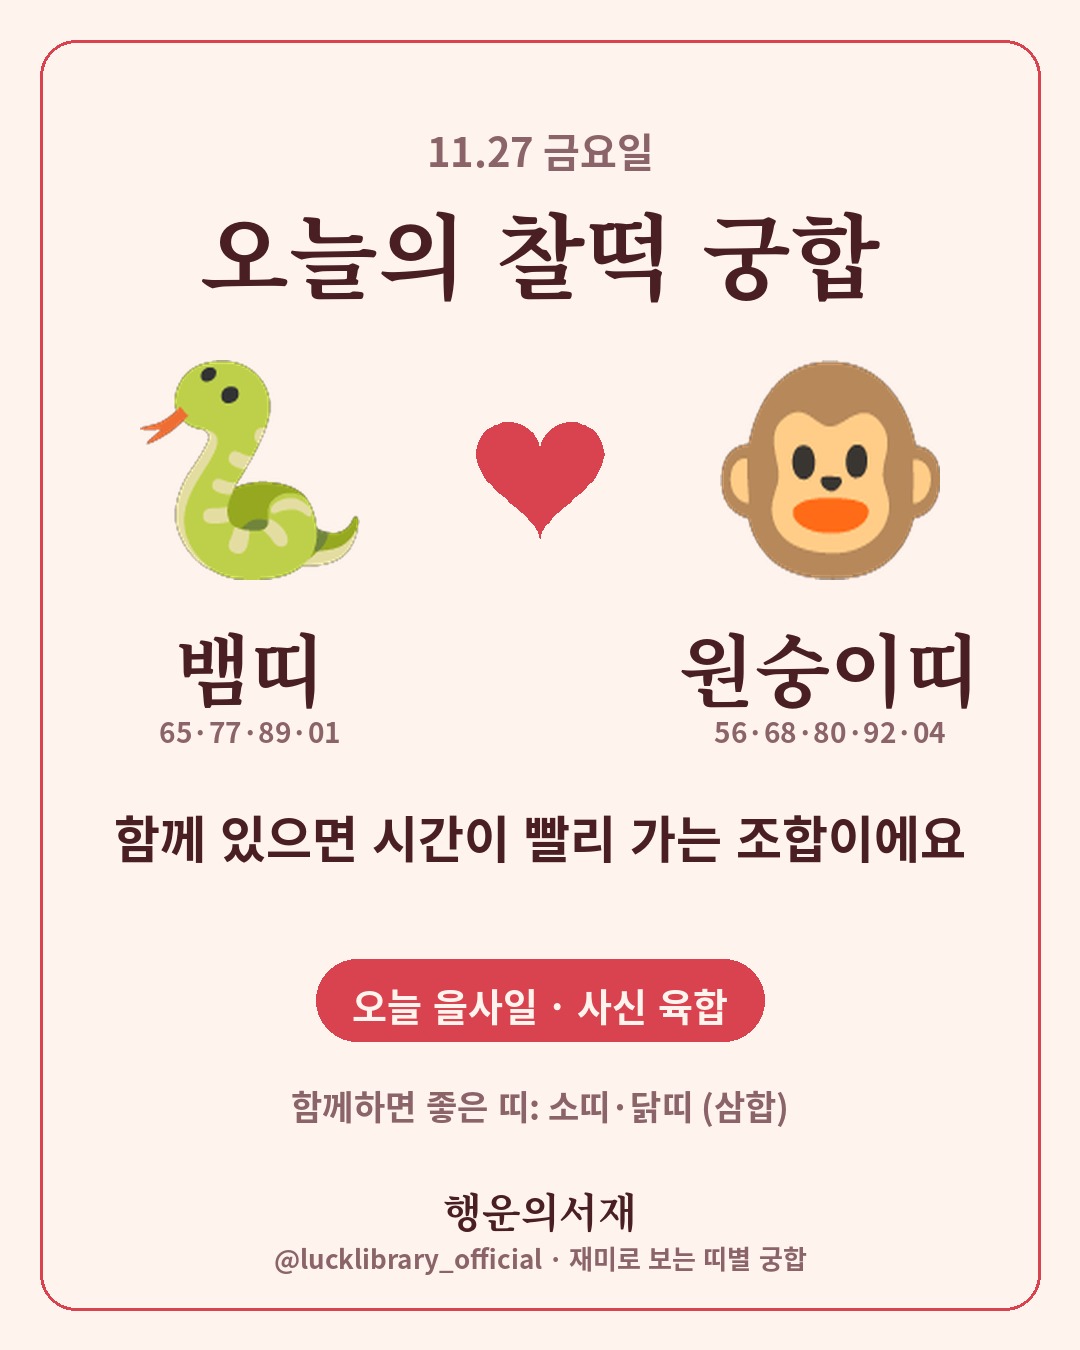 11.27 금요일
오늘의 찰떡 궁합
뱀띠
65·77·89·01
원숭이띠
56·68·80·92·04
함께 있으면 시간이 빨리 가는 조합이에요
오늘 을사일 · 사신 육합
함께하면 좋은 띠: 소띠·닭띠 (삼합)
행운의서재
@lucklibrary_official · 재미로 보는 띠별 궁합